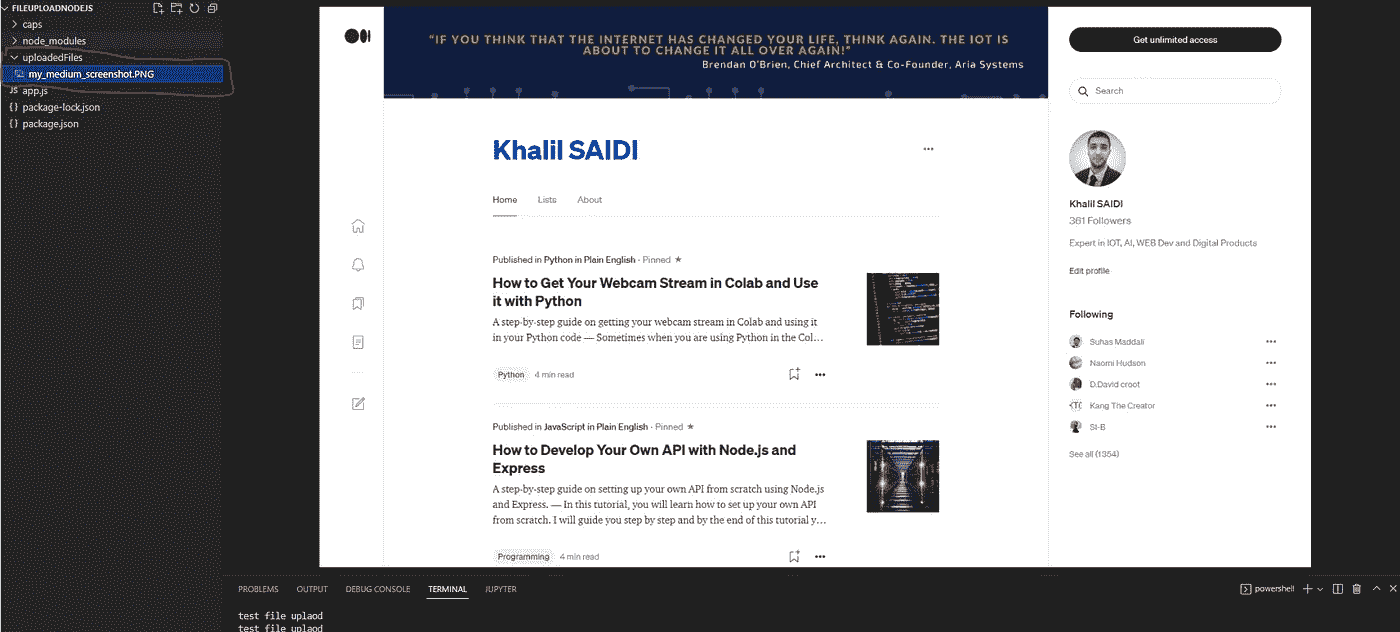 FILEUPLOADNODEJS
caps
node_modules
uploadedFiles
my_medium_screenshot.PNG
JS app.js
{} package-lock.json
{} package.json
“IF YOU THINK THAT THE INTERNET HAS CHANGED YOUR LIFE, THINK AGAIN. THE IOT IS
ABOUT TO CHANGE IT ALL OVER AGAIN!”
Brendan O’Brien, Chief Architect & Co-Founder, Aria Systems
Khalil SAIDI
Home Lists About
Published in Python in Plain English · Pinned
How to Get Your Webcam Stream in Colab and Use
it with Python
A step-by-step guide on getting your webcam stream in Colab and using it
in your Python code — Sometimes when you are using Python in the Col…
Python 4 min read
Published in JavaScript in Plain English · Pinned
How to Develop Your Own API with Node.js and
Express
A step-by-step guide on setting up your own API from scratch using Node.js
and Express. — In this tutorial, you will learn how to set up your own API
from scratch. I will guide you step by step and by the end of this tutorial y…
Programming 4 min read
Get unlimited access
Search
Khalil SAIDI
361 Followers
Expert in IOT, AI, WEB Dev and Digital Products
Edit profile
Following
Suhas Maddali
Naomi Hudson
D.David croot
Kang The Creator
SI-B
See all (1354)
PROBLEMS OUTPUT DEBUG CONSOLE TERMINAL JUPYTER
powershell
test file uplaod
test file uplaod